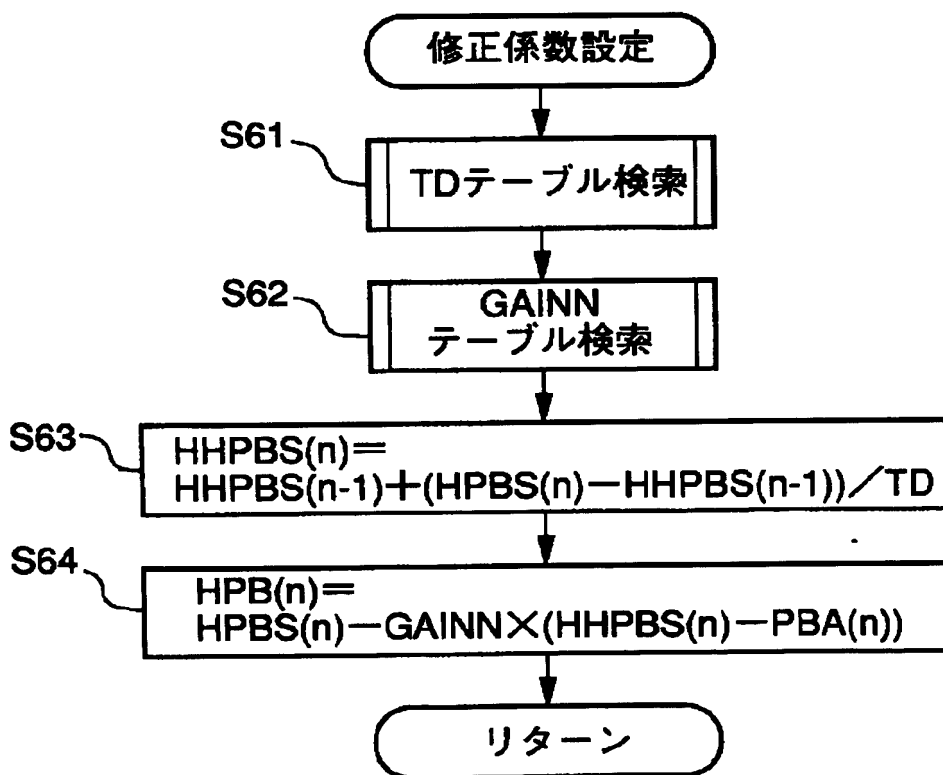 修正係数設定
S61
TDテーブル検索
S62
GAINN
テーブル検索
S63
HHPBS(n)=
HHPBS(n-1)+(HPBS(n)-HHPBS(n-1))/TD
S64
HPB(n)=
HPBS(n)-GAINN×(HHPBS(n)-PBA(n))
リターン